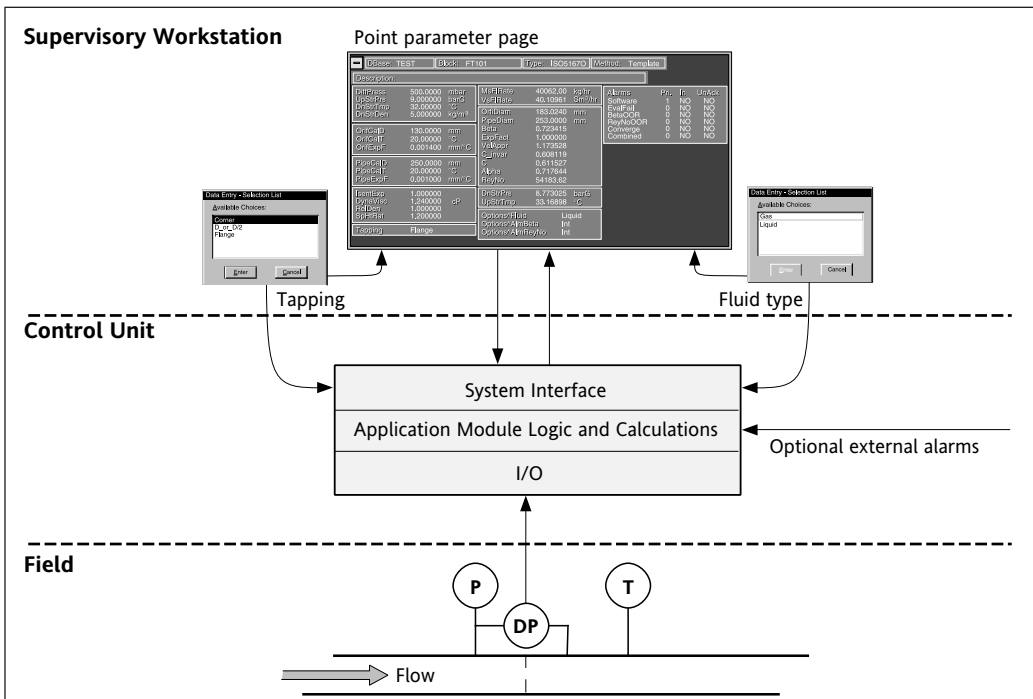 Supervisory Workstation
Point parameter page
DBase: TEST Block: FT101 Type: ISO5167O Method: Template
Description:
DiffPress 500.0000 mbar
UpStrPrs 9.000000 barG
DnStrTmp 32.00000 °C
DnStrDen 5.000000 kg/m³
OrifCalD 130.0000 mm
OrifCalT 20.00000 °C
OrifExpF 0.001400 mm/°C
PipeCalD 250.0000 mm
PipeCalT 20.00000 °C
PipeExpF 0.001000 mm/°C
IsentExp 1.000000
DynaVisc 1.240000 cP
RelDen 1.000000
SpHtRat 1.200000
Tapping Flange
MsFlRate 40062.00 kg/hr
VsFlRate 40.10961 Sm³/hr
OrifDiam 183.0240 mm
PipeDiam 253.0000 mm
Beta 0.723415
ExpFact 1.000000
VelAppr 1.173528
C_invar 0.608119
C 0.611527
Alpha 0.717644
ReyNo 54183.62
DnStrPrs 8.773025 barG
UpStrTmp 33.16898 °C
Options^Fluid Liquid
Options^AlmBeta Int
Options^AlmReyNo Int
Alarms Pri. In UnAck
Software 1 NO NO
EvalFail 0 NO NO
BetaOOR 0 NO NO
ReyNoOOR 0 NO NO
Converge 0 NO NO
Combined 0 NO NO
Data Entry - Selection List
Available Choices:
Corner
D_or_D/2
Flange
Enter Cancel
Tapping
Data Entry - Selection List
Available Choices:
Gas
Liquid
Enter Cancel
Fluid type
Control Unit
System Interface
Application Module Logic and Calculations
I/O
Optional external alarms
Field
P
T
DP
Flow